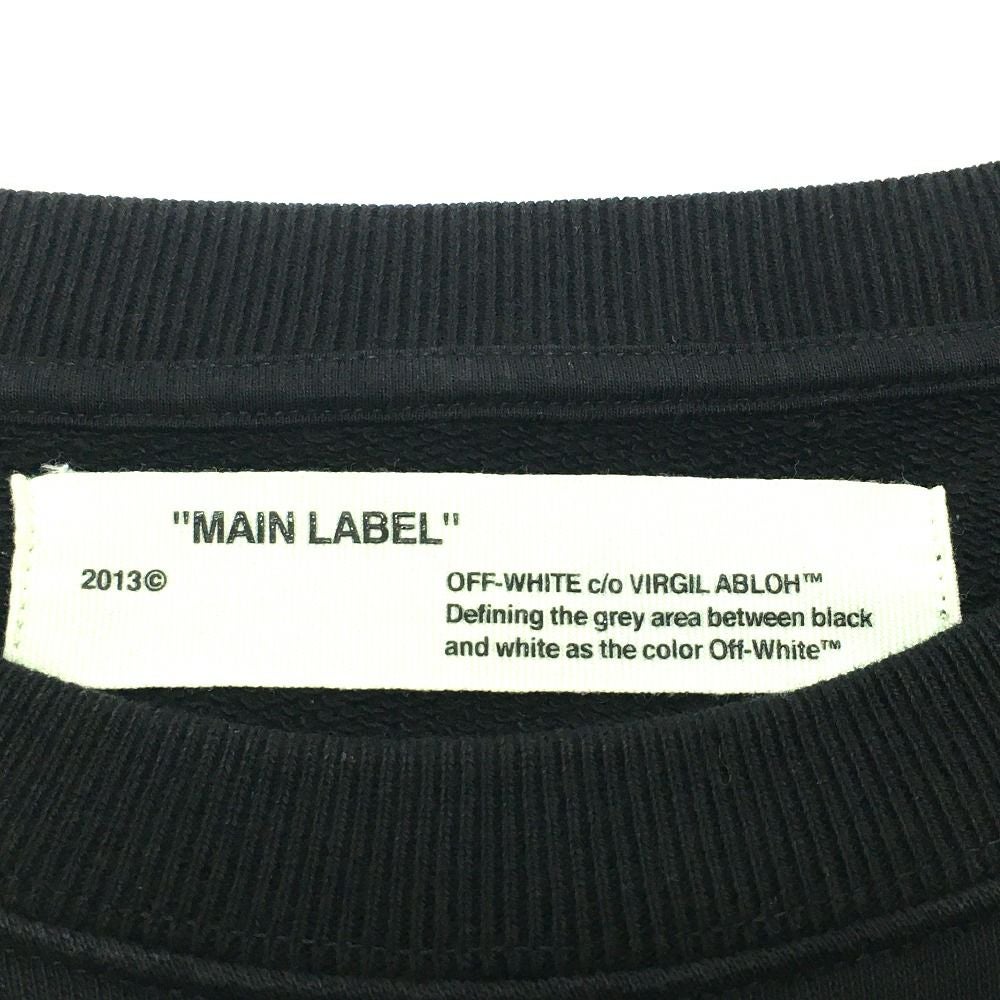 "MAIN LABEL"
2013©
OFF-WHITE c/o VIRGIL ABLOH™
Defining the grey area between black
and white as the color Off-White™